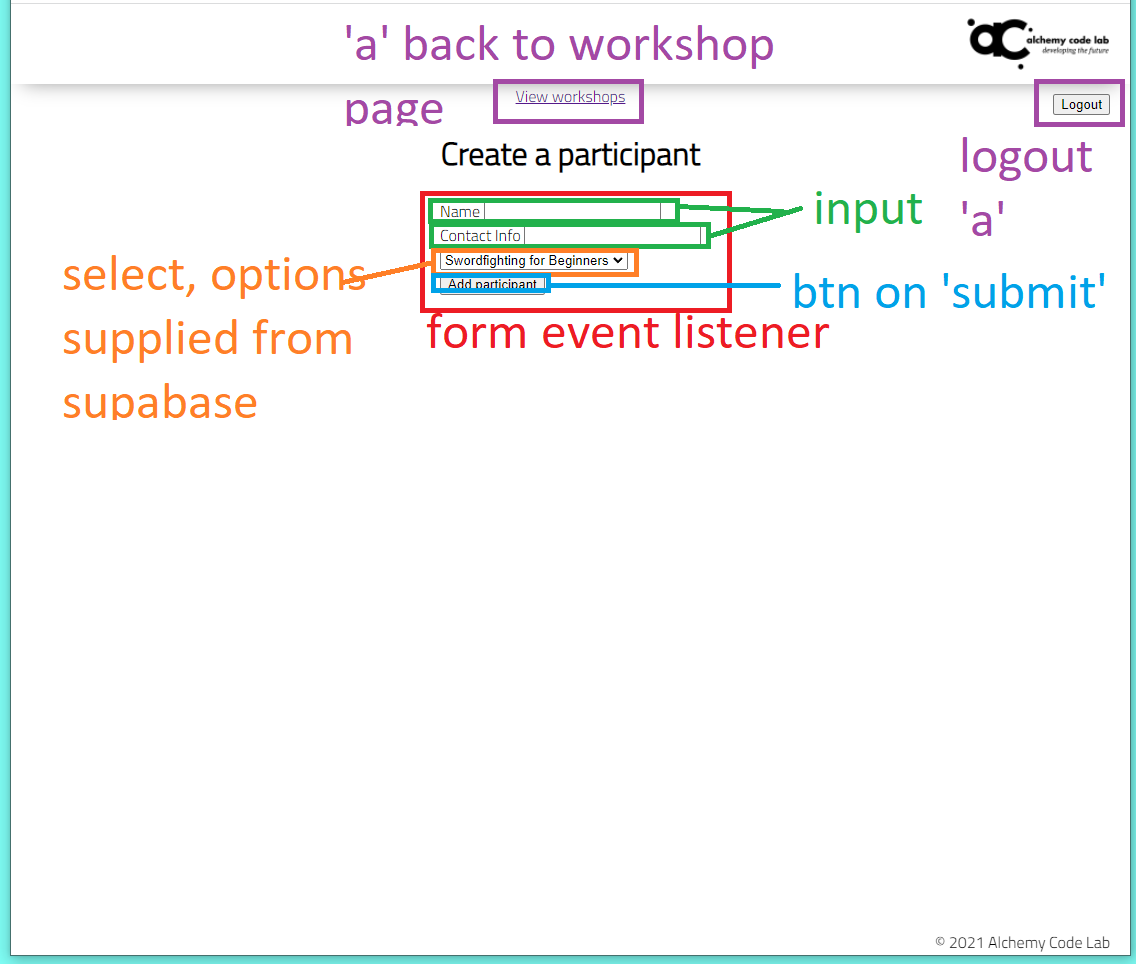 'a' back to workshop
page
alchemy code lab
developing the future
View workshops
Logout
logout
'a'
Create a participant
Name
input
Contact Info
Swordfighting for Beginners
select, options
supplied from
supabase
Add participant
btn on 'submit'
form event listener
© 2021 Alchemy Code Lab